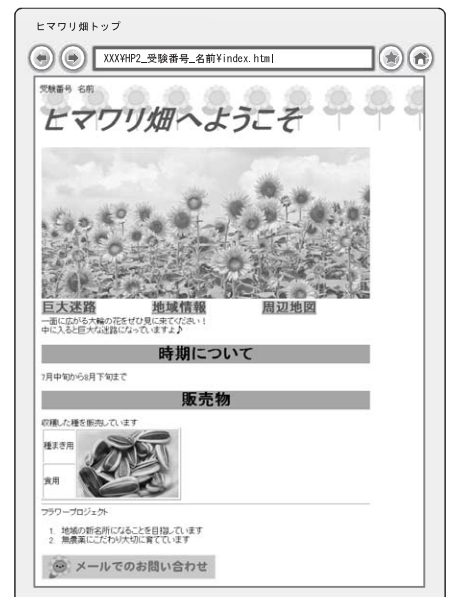 ヒマワリ畑トップ
XXX¥HP2_受験番号_名前¥index.html
受験番号 名前
ヒマワリ畑へようこそ
巨大迷路 地域情報 周辺地図
一面に広がる大輪の花をぜひ見に来てください!
中に入ると巨大な迷路になっていますよ♪
時期について
7月中旬から8月下旬まで
販売物
収穫した種を販売しています
種まき用
食用
フラワープロジェクト
1. 地域の新名所になることを目指しています
2. 無農薬にこだわり大切に育てています
メールでのお問い合わせ